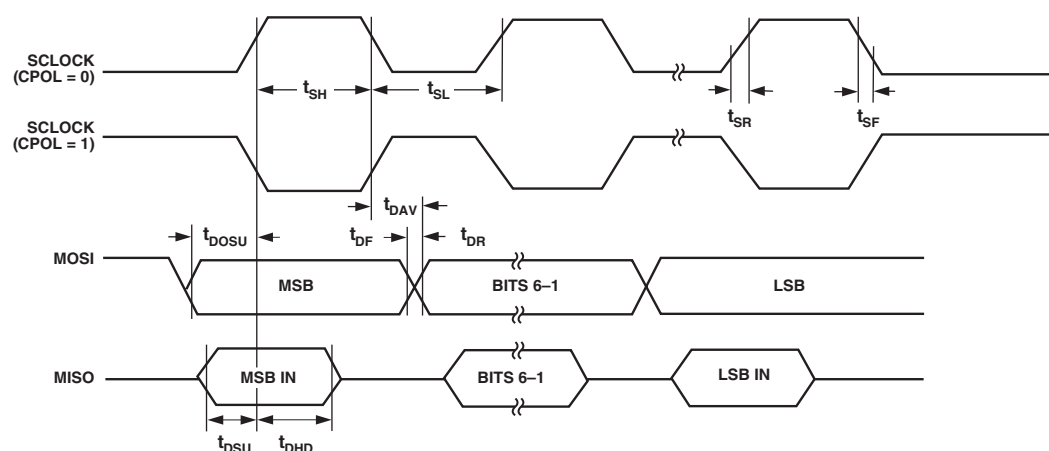 SCLOCK
(CPOL = 0)
tSH
tSL
tSR
tSF
SCLOCK
(CPOL = 1)
tDAV
tDOSU
tDF
tDR
MOSI
MSB
BITS 6–1
LSB
MISO
MSB IN
BITS 6–1
LSB IN
tDSU
tDHD